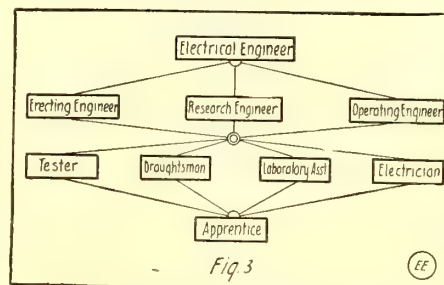 Electrical Engineer
Erecting Engineer Research Engineer Operating Engineer
Tester Draughtsman Laboratory Asst Electrician
Apprentice
Fig. 3 EE